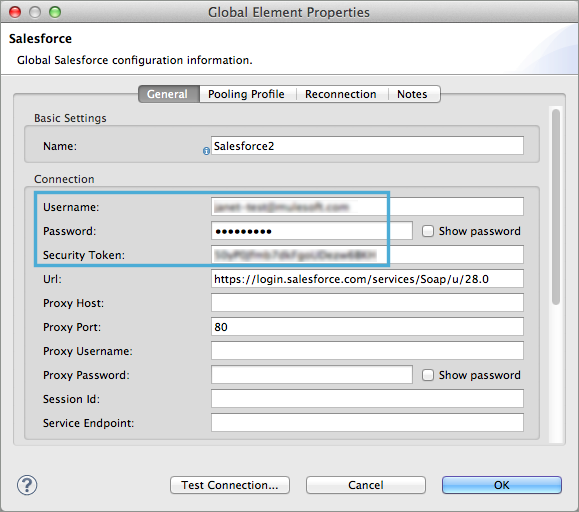 Global Element Properties
Salesforce
Global Salesforce configuration information.
General Pooling Profile Reconnection Notes
Basic Settings
Name: Salesforce2
Connection
Username:
Password: ••••••••• Show password
Security Token:
Url: https://login.salesforce.com/services/Soap/u/28.0
Proxy Host:
Proxy Port: 80
Proxy Username:
Proxy Password: Show password
Session Id:
Service Endpoint:
? Test Connection... Cancel OK